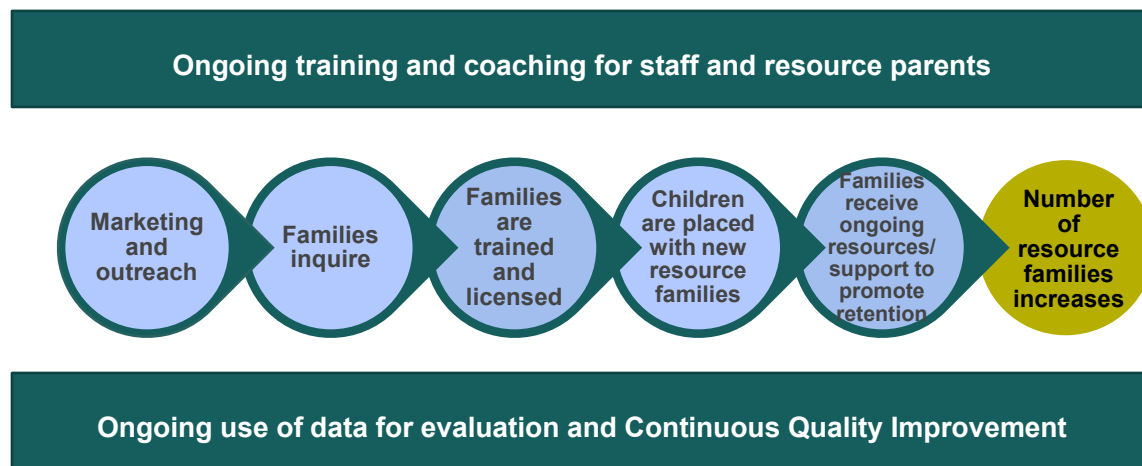 Ongoing training and coaching for staff and resource parents
Marketing
and
outreach
Families
inquire
Families
are
trained
and
licensed
Children
are placed
with new
resource
families
Families
receive
ongoing
resources/
support to
promote
retention
Number
of
resource
families
increases
Ongoing use of data for evaluation and Continuous Quality Improvement